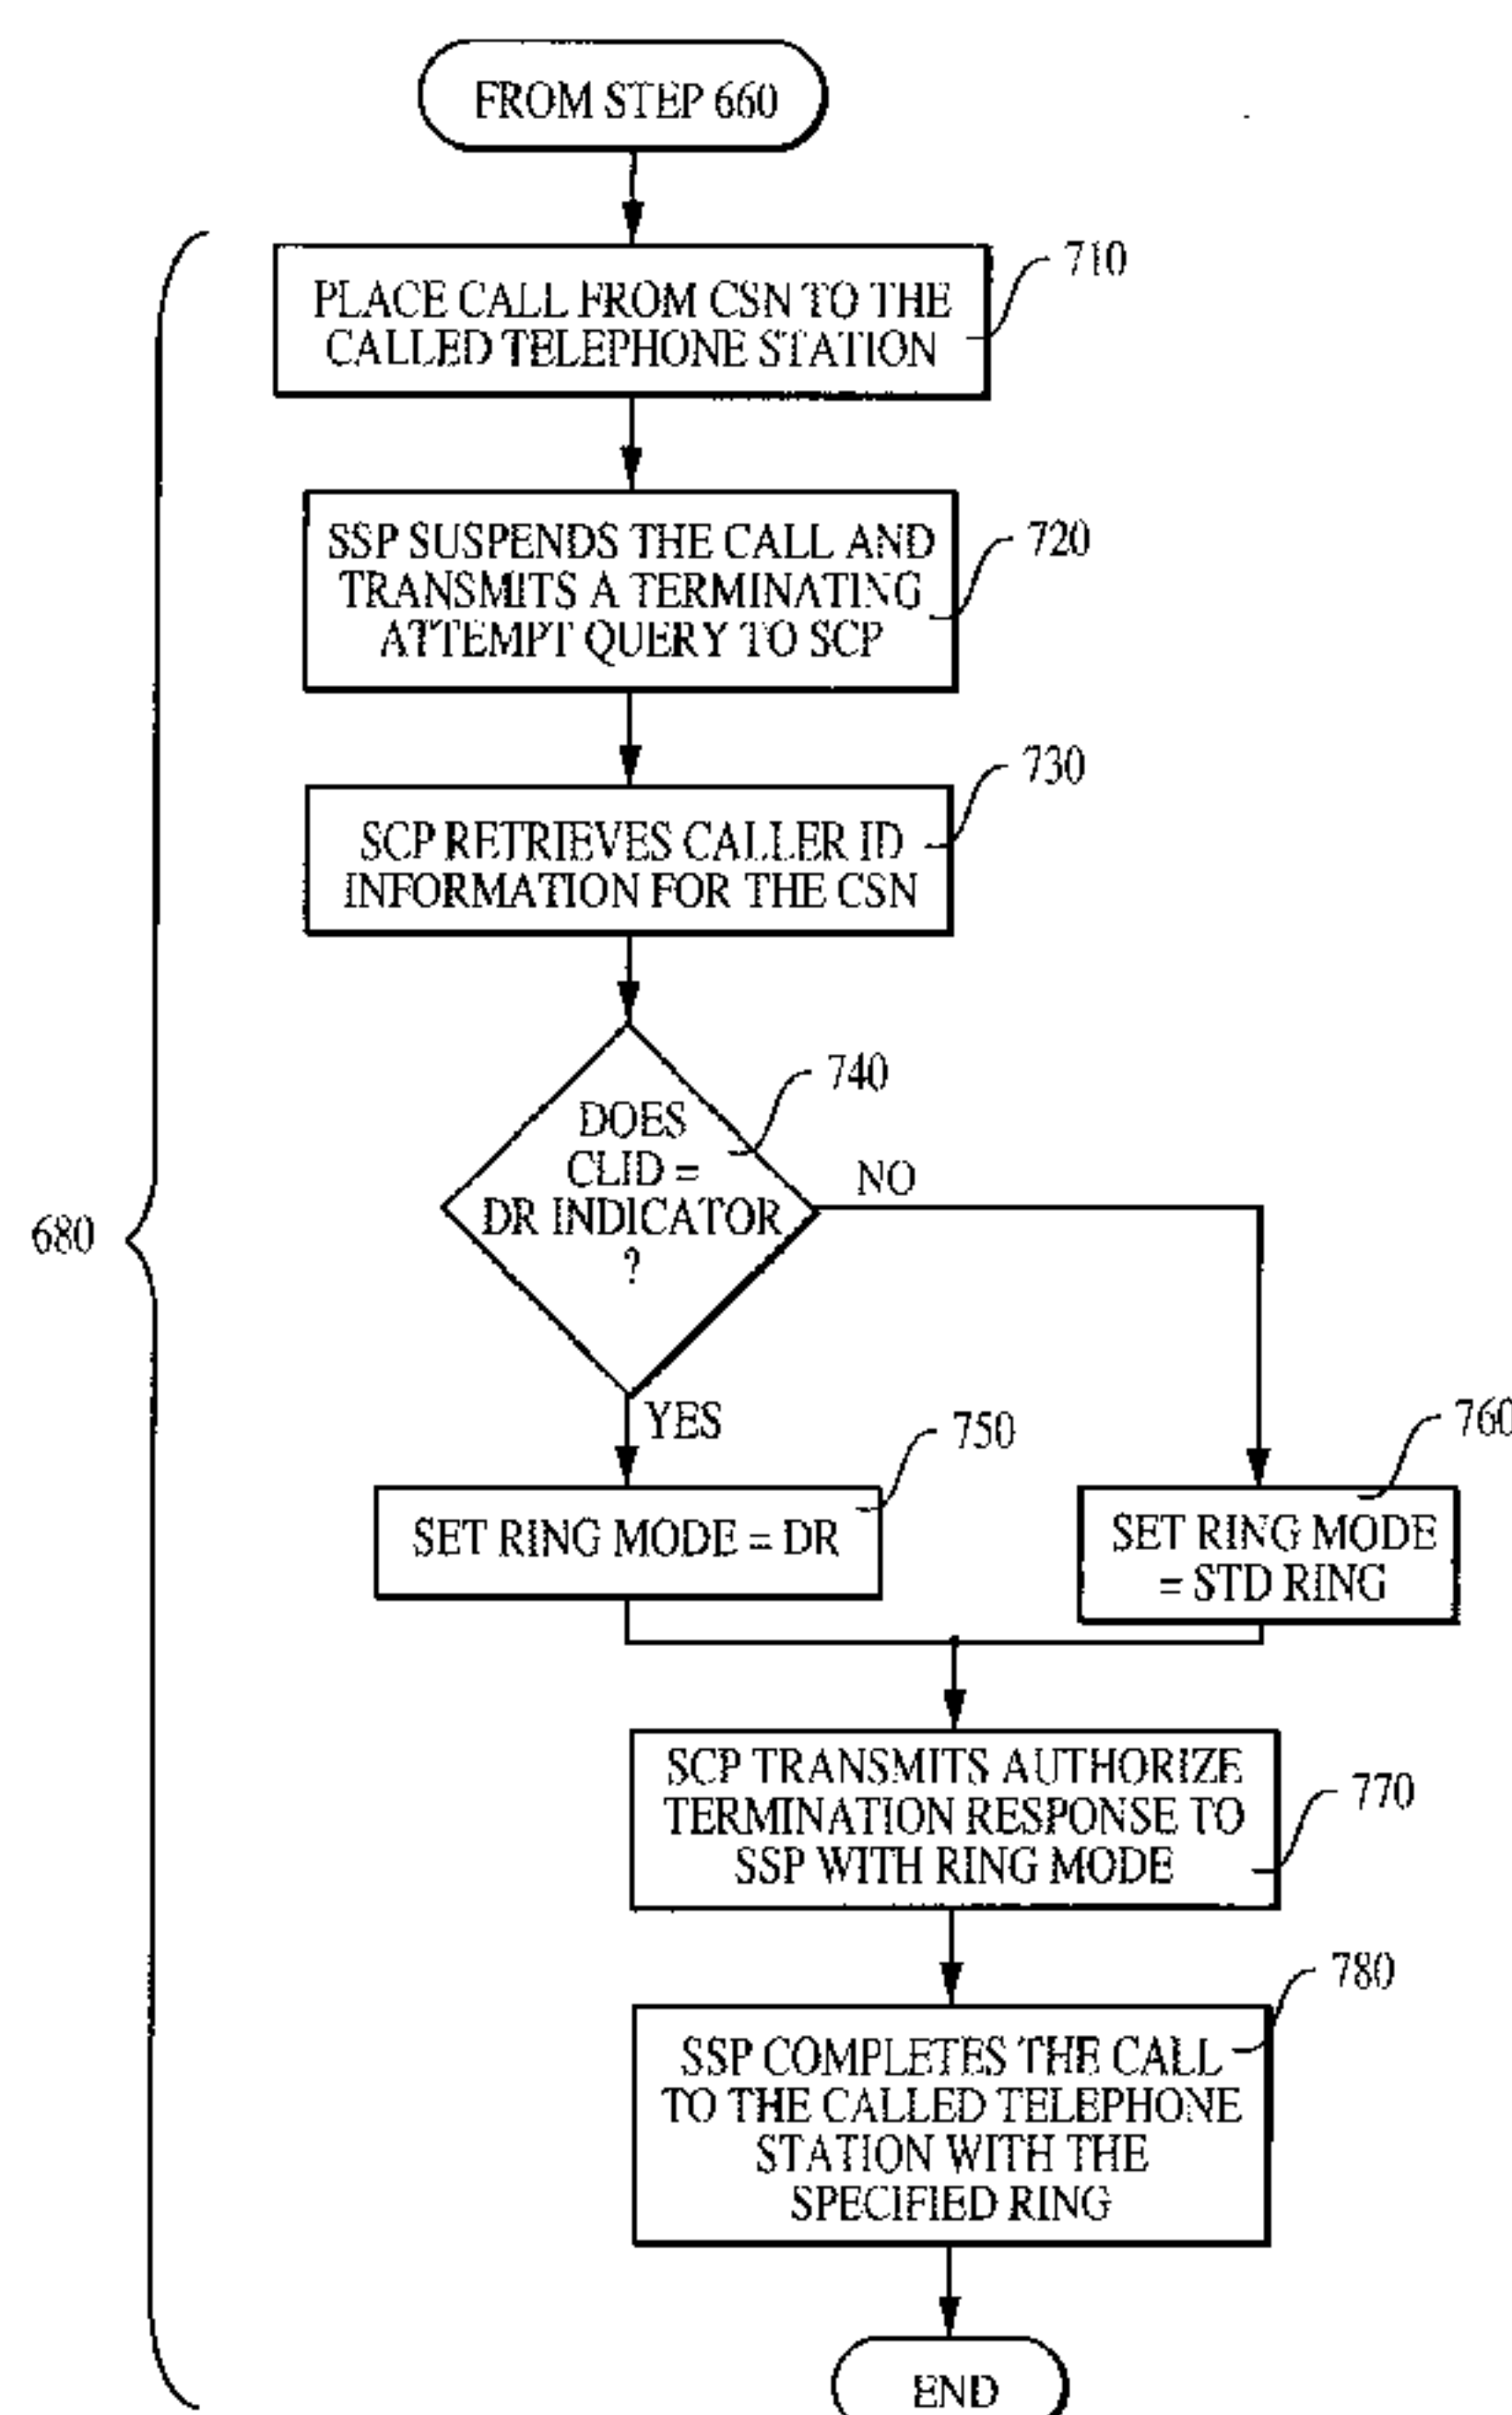 FROM STEP 660
710
PLACE CALL FROM CSN TO THE
CALLED TELEPHONE STATION
720
SSP SUSPENDS THE CALL AND
TRANSMITS A TERMINATING
ATTEMPT QUERY TO SCP
730
SCP RETRIEVES CALLER ID
INFORMATION FOR THE CSN
740
DOES
CLID =
DR INDICATOR
?
NO
680
YES
750
760
SET RING MODE = DR
SET RING MODE
= STD RING
SCP TRANSMITS AUTHORIZE
TERMINATION RESPONSE TO
SSP WITH RING MODE
770
780
SSP COMPLETES THE CALL
TO THE CALLED TELEPHONE
STATION WITH THE
SPECIFIED RING
END